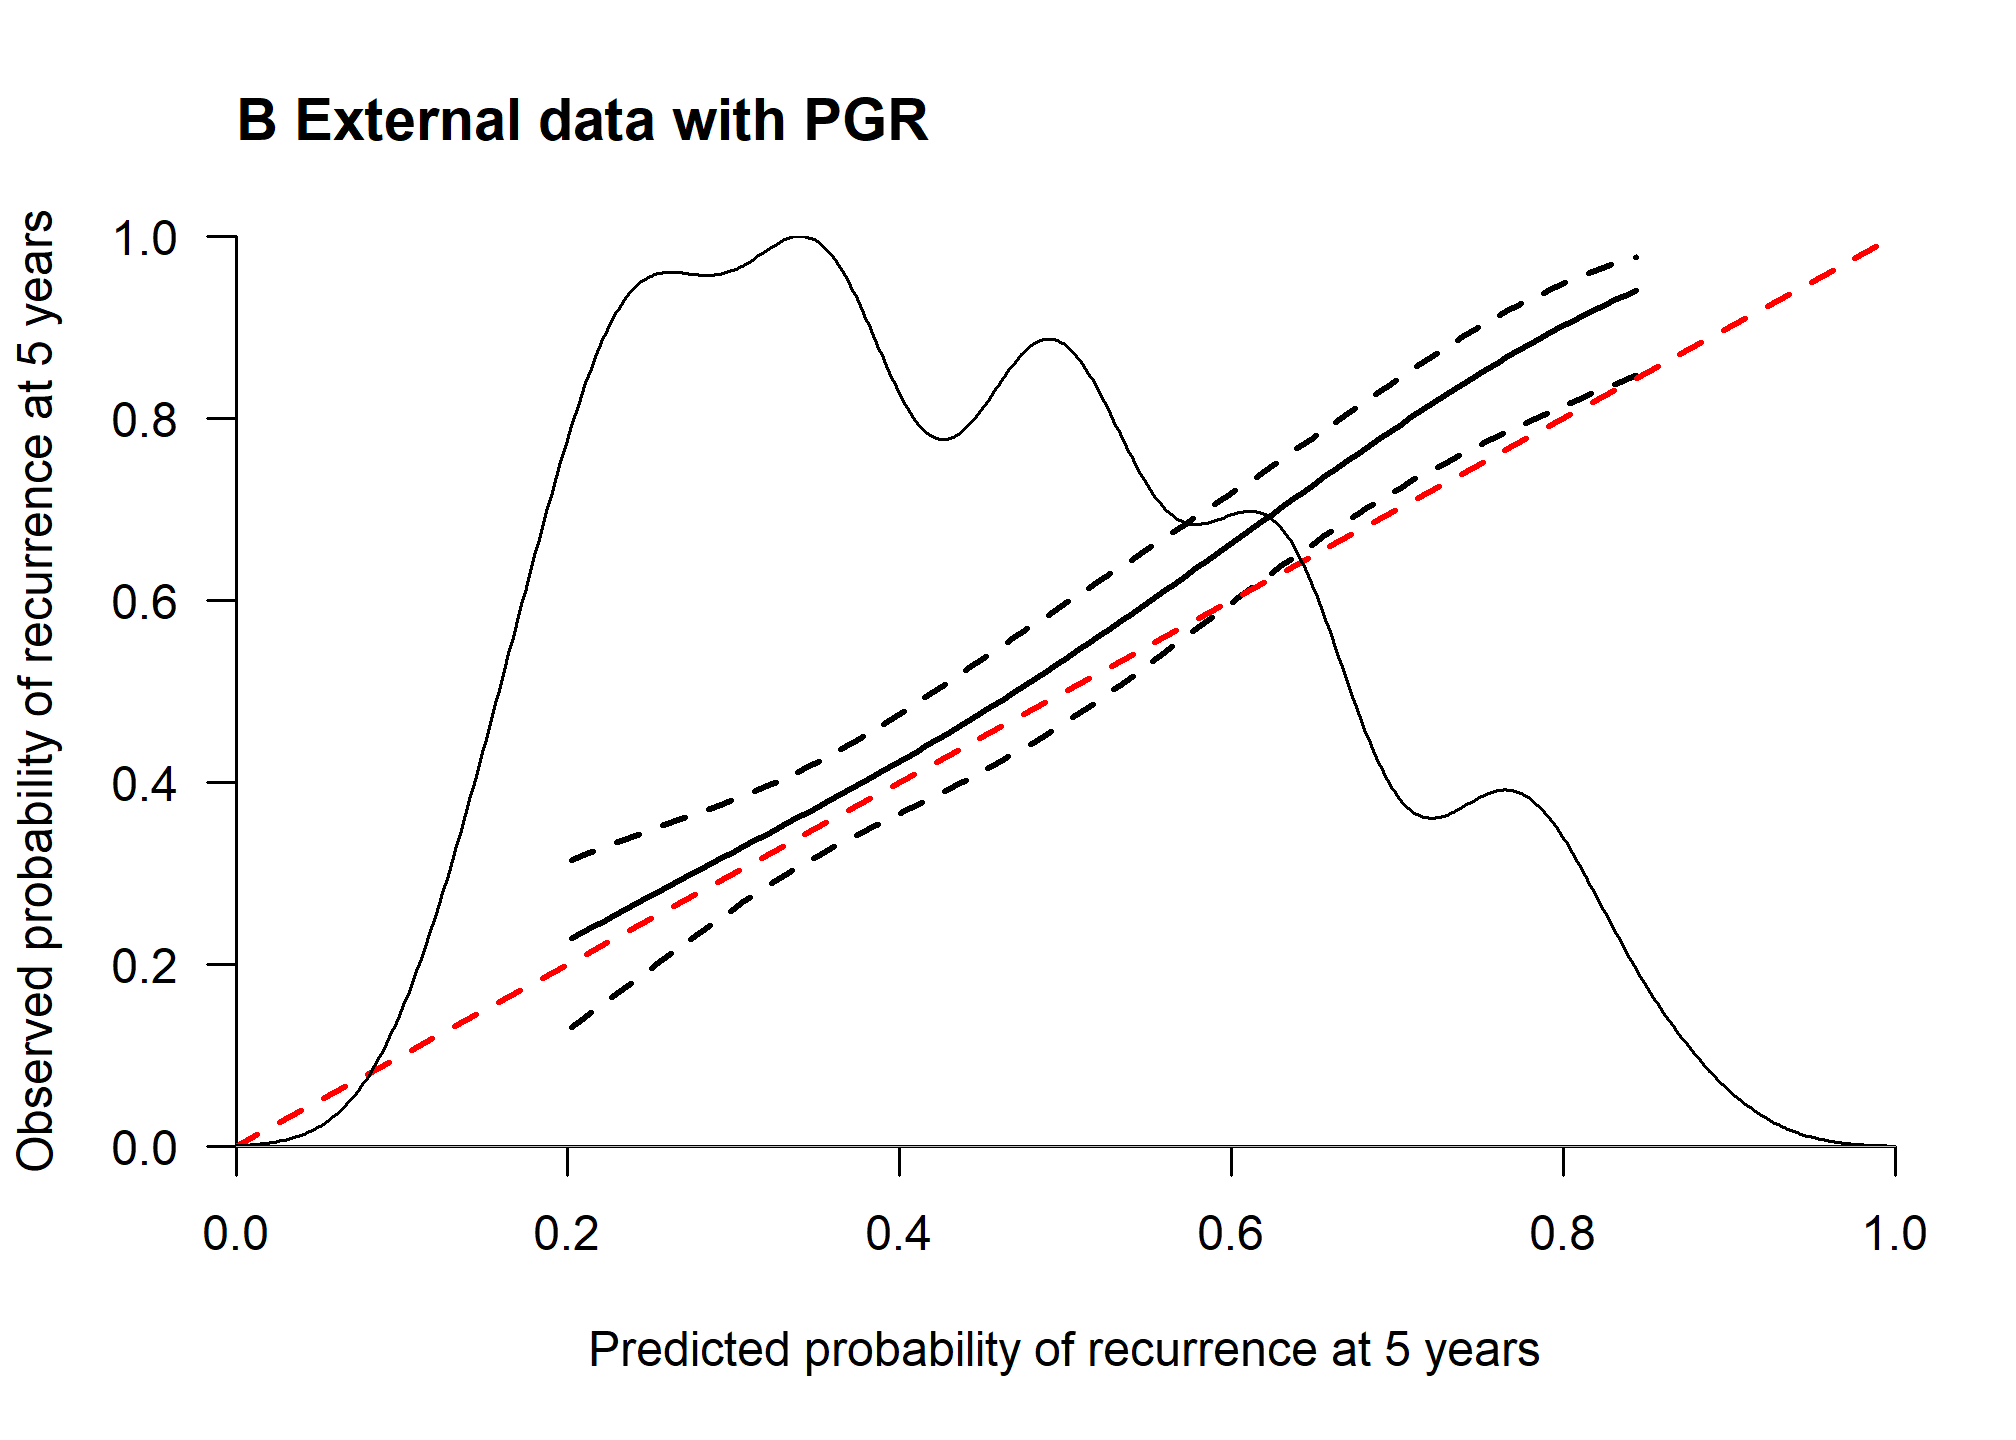 B External data with PGR
Observed probability of recurrence at 5 years
1.0
0.8
0.6
0.4
0.2
0.0
0.0 0.2 0.4 0.6 0.8 1.0
Predicted probability of recurrence at 5 years